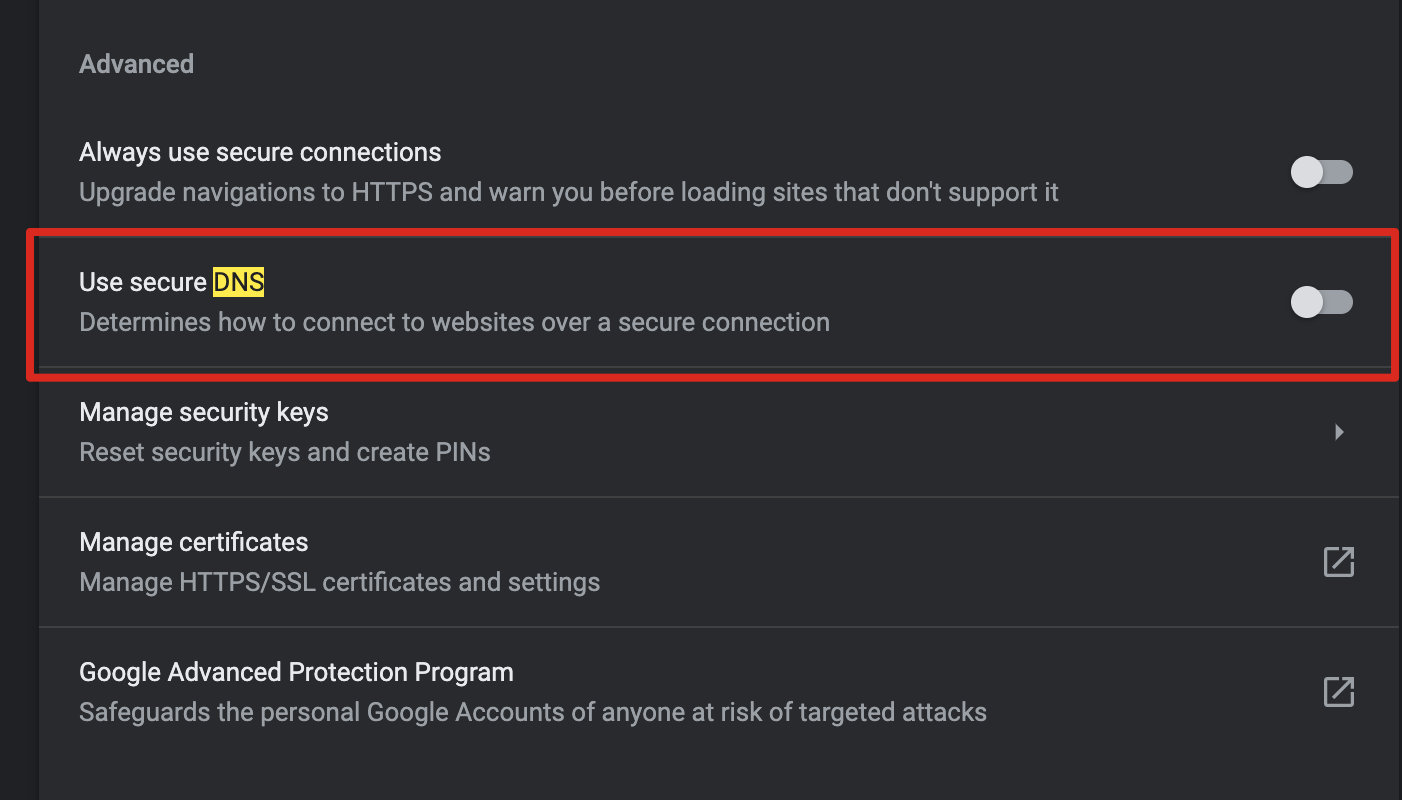 Advanced
Always use secure connections
Upgrade navigations to HTTPS and warn you before loading sites that don't support it
Use secure DNS
Determines how to connect to websites over a secure connection
Manage security keys
Reset security keys and create PINs
Manage certificates
Manage HTTPS/SSL certificates and settings
Google Advanced Protection Program
Safeguards the personal Google Accounts of anyone at risk of targeted attacks